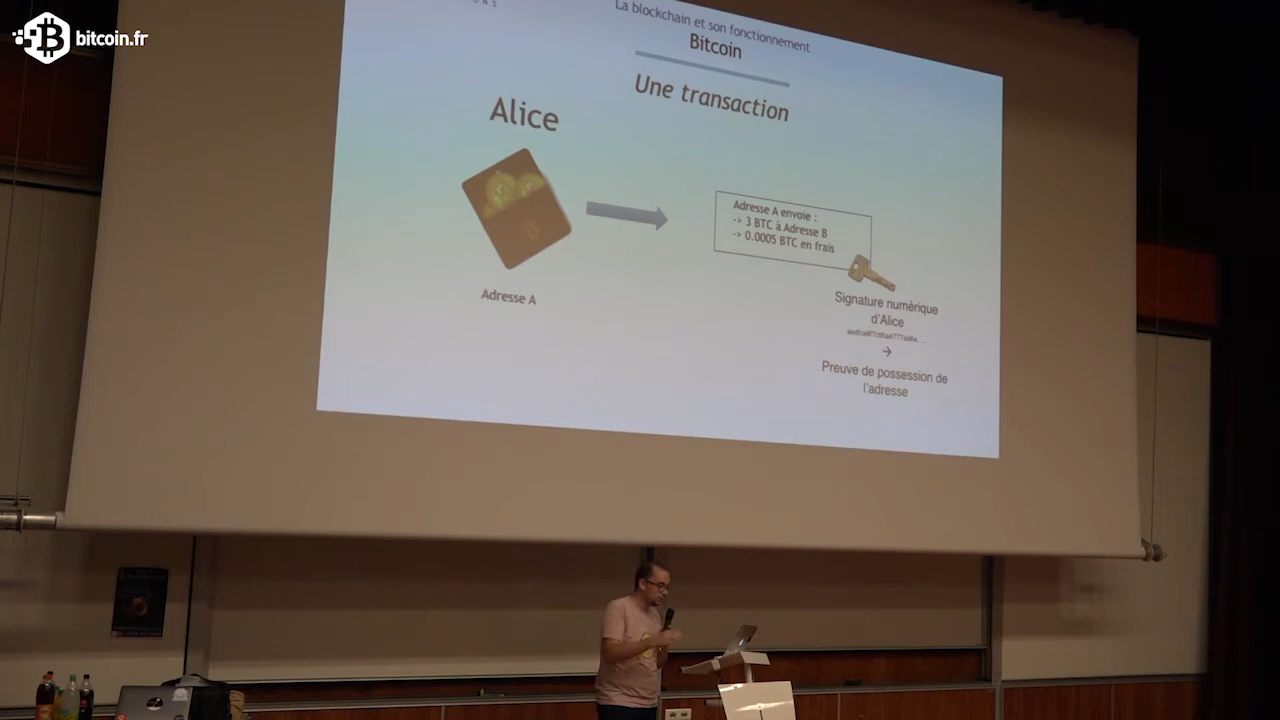 bitcoin.fr
La blockchain et son fonctionnement
Bitcoin
Une transaction
Alice
Adresse A envoie :
-> 3 BTC à Adresse B
-> 0.0005 BTC en frais
Adresse A
Signature numérique
d'Alice
→
Preuve de possession de
l'adresse